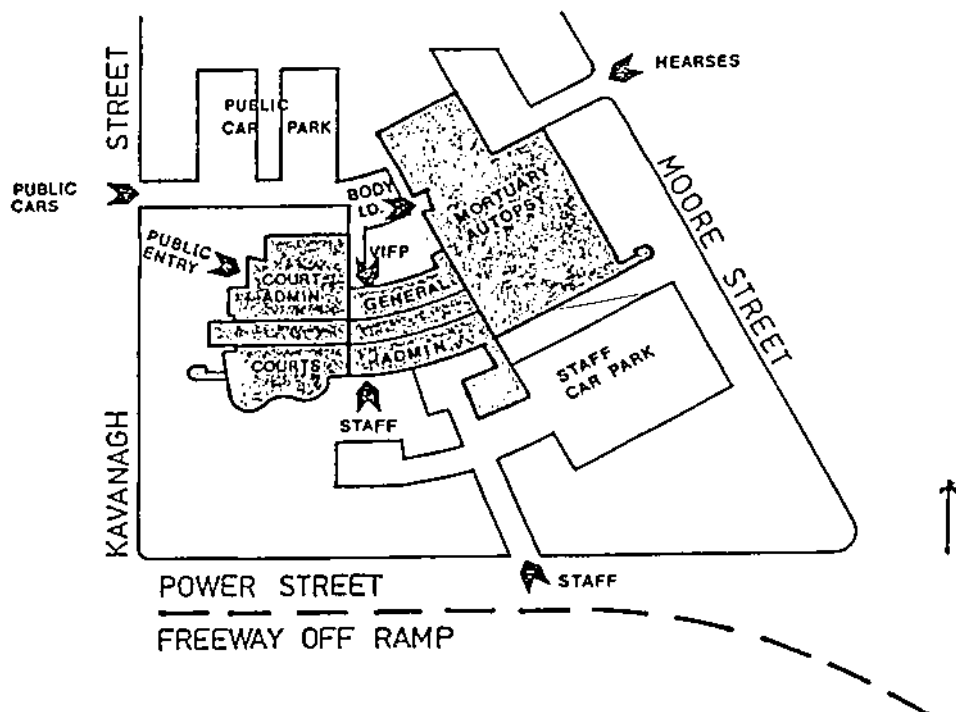 HEARSES
STREET
PUBLIC
CAR PARK
PUBLIC
CARS
BODY
I.D.
MORTUARY
AUTOPSY
MOORE STREET
PUBLIC
ENTRY
VIFP
COURT
ADMIN
GENERAL
COURTS
ADMIN
STAFF
CAR PARK
STAFF
KAVANAGH
STAFF
POWER STREET
FREEWAY OFF RAMP